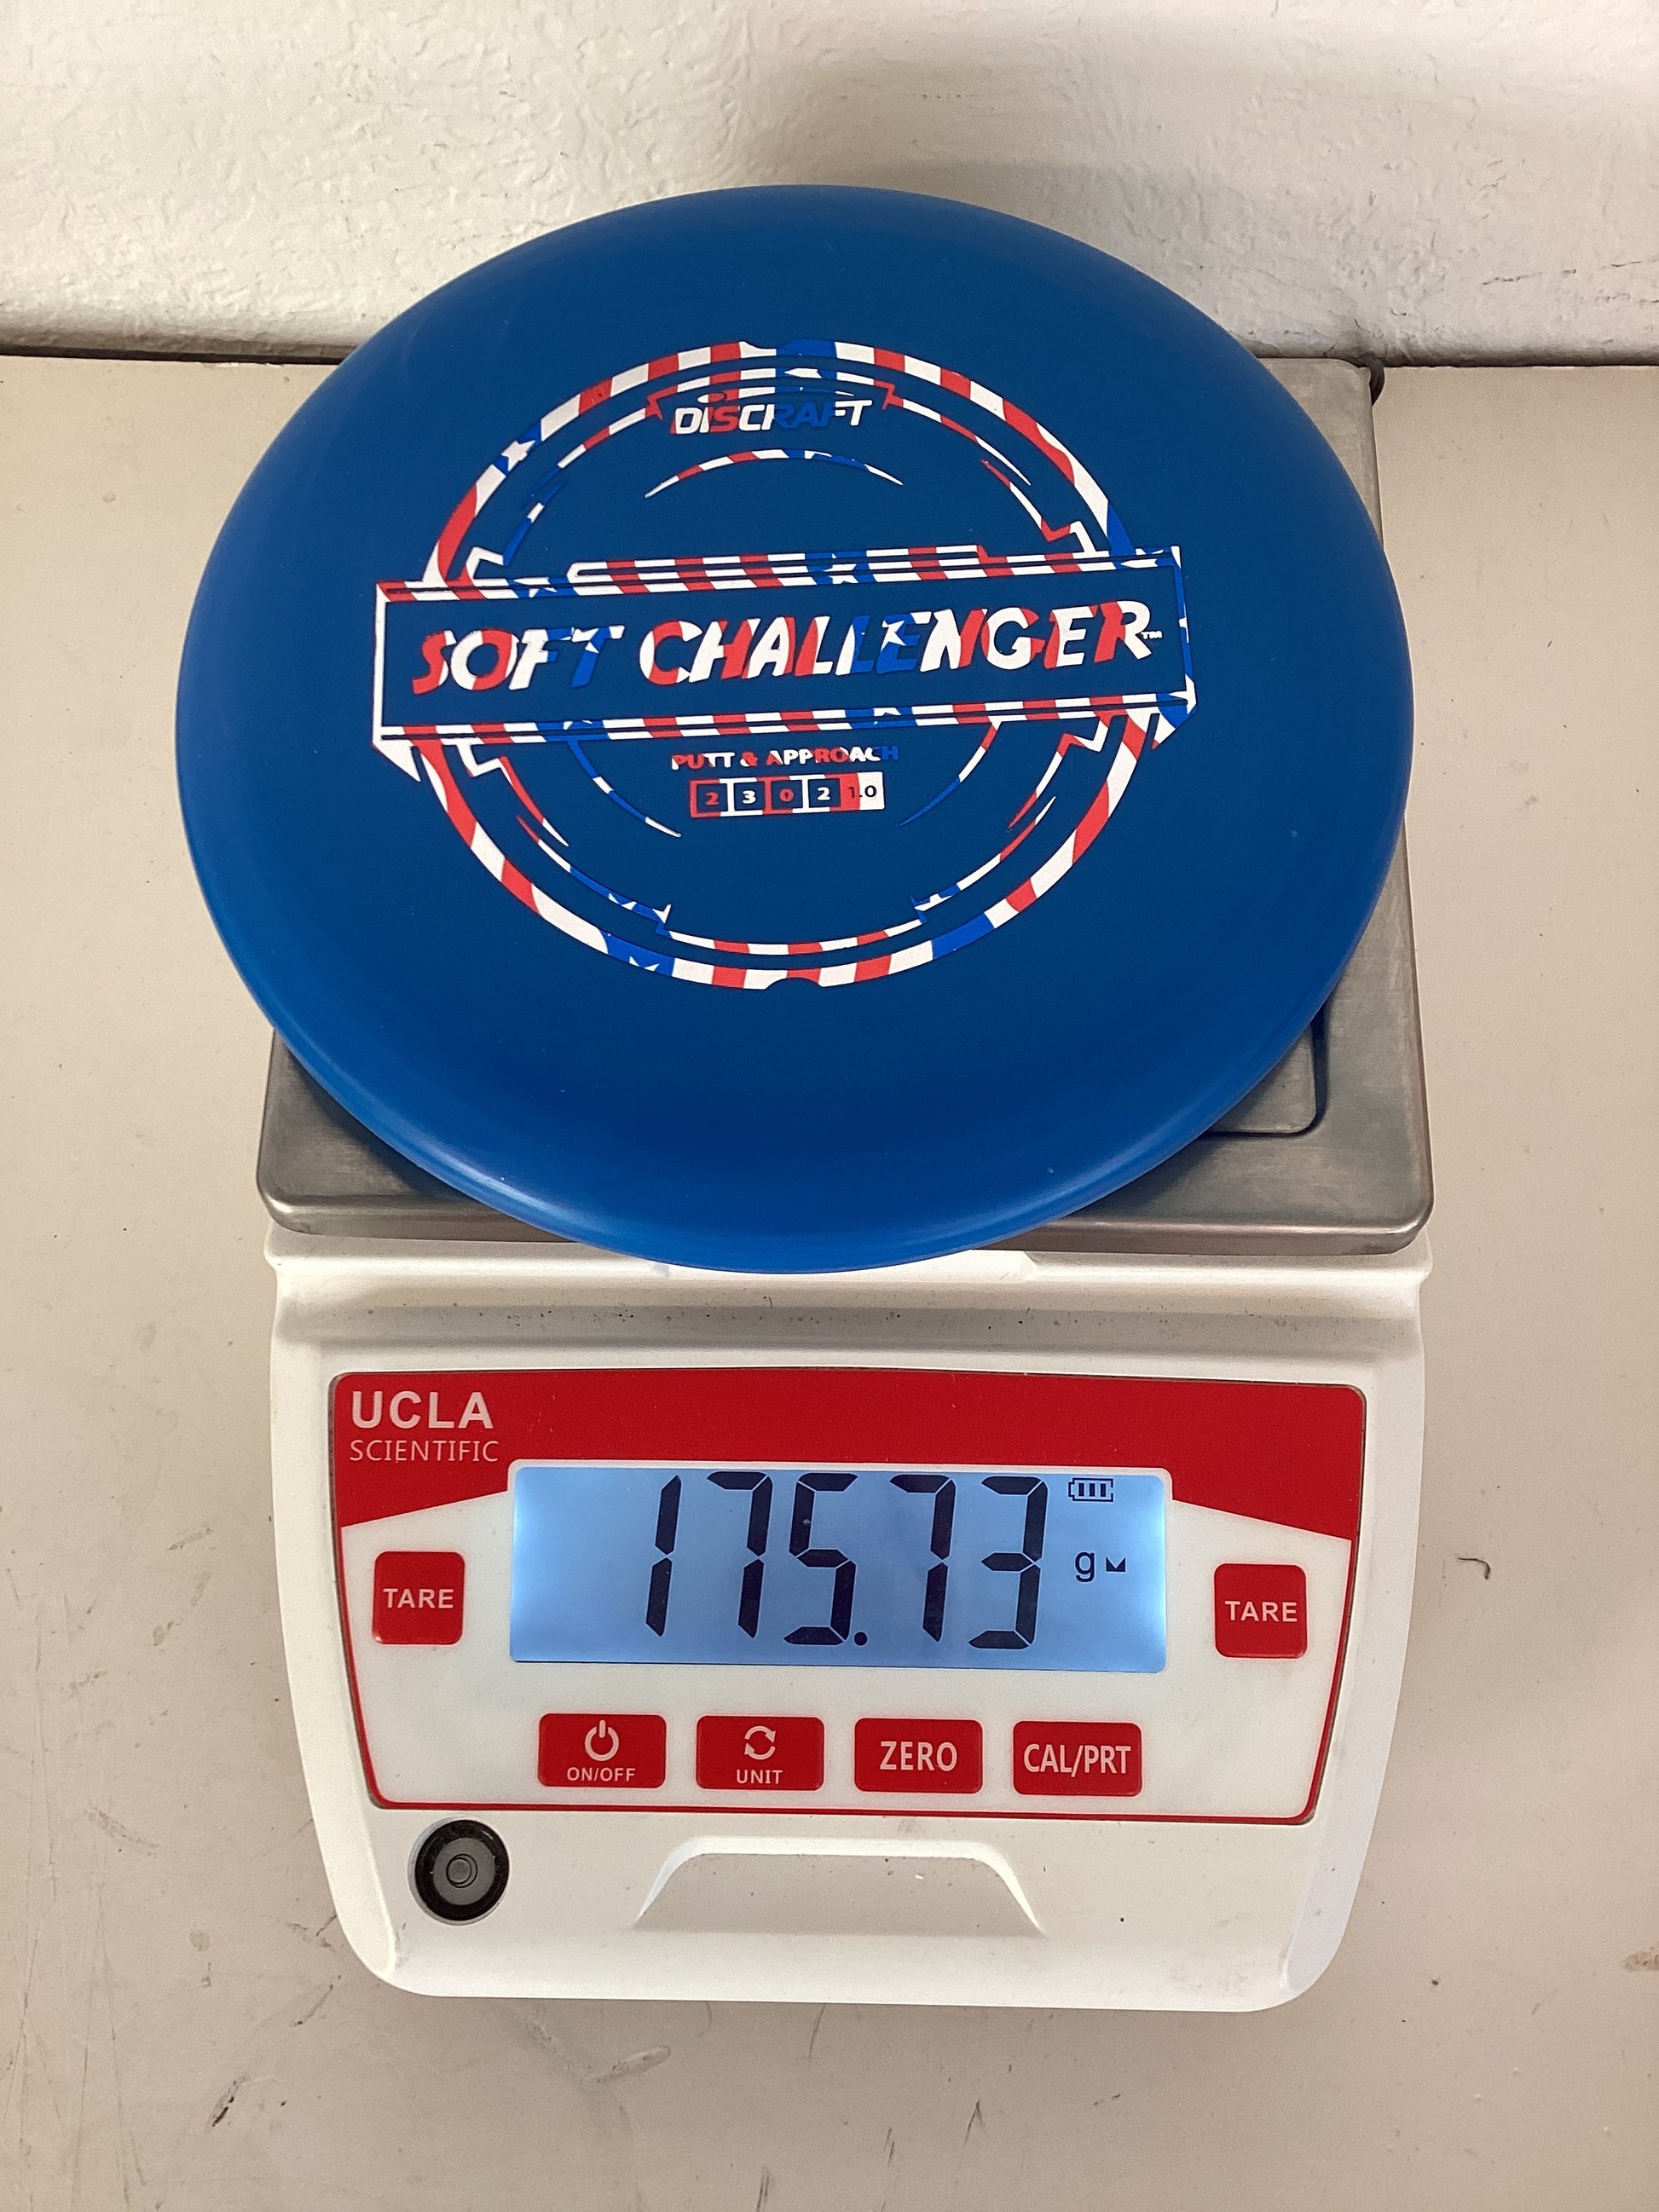 DISCRAFT
SOFT CHALLENGER™
PUTT & APPROACH
2 3 0 2 1.0
UCLA
SCIENTIFIC
175.73 g
TARE
TARE
ON/OFF
UNIT
ZERO
CAL/PRT